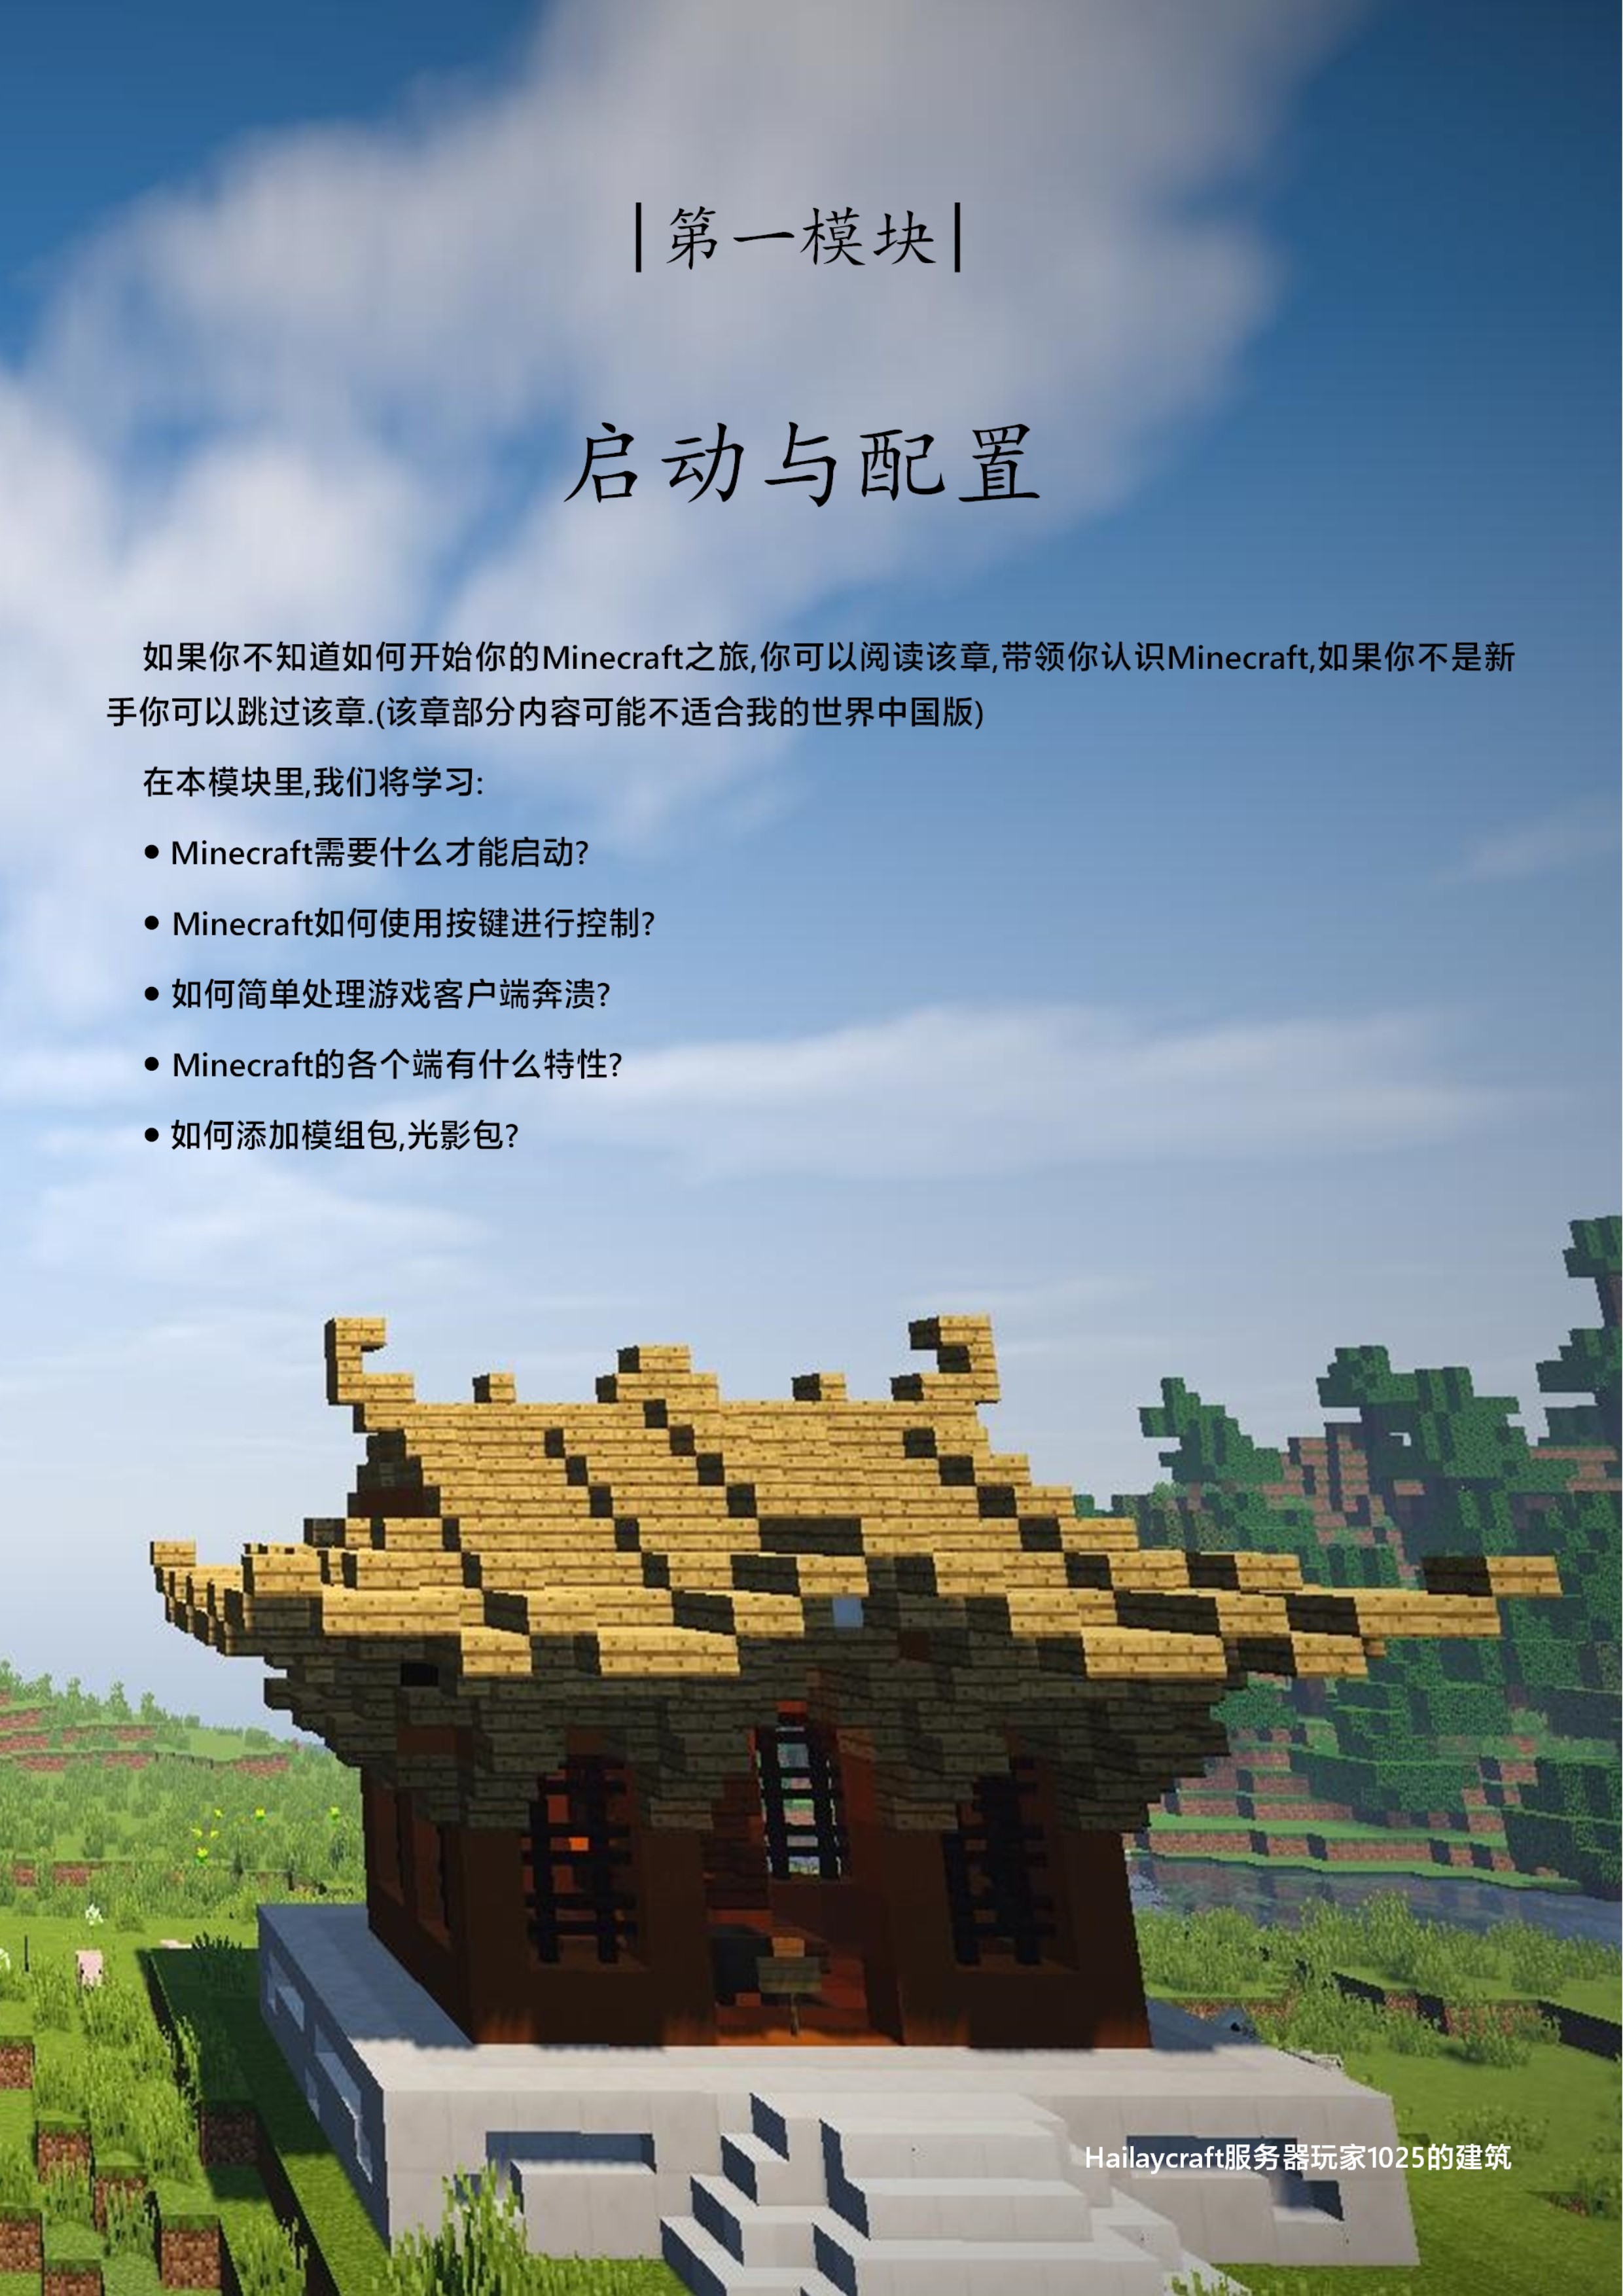 |第一模块|
启动与配置
如果你不知道如何开始你的Minecraft之旅,你可以阅读该章,带领你认识Minecraft,如果你不是新
手你可以跳过该章.(该章部分内容可能不适合我的世界中国版)
在本模块里,我们将学习:
● Minecraft需要什么才能启动?
● Minecraft如何使用按键进行控制?
● 如何简单处理游戏客户端奔溃?
● Minecraft的各个端有什么特性?
● 如何添加模组包,光影包?
Hailaycraft服务器玩家1025的建筑